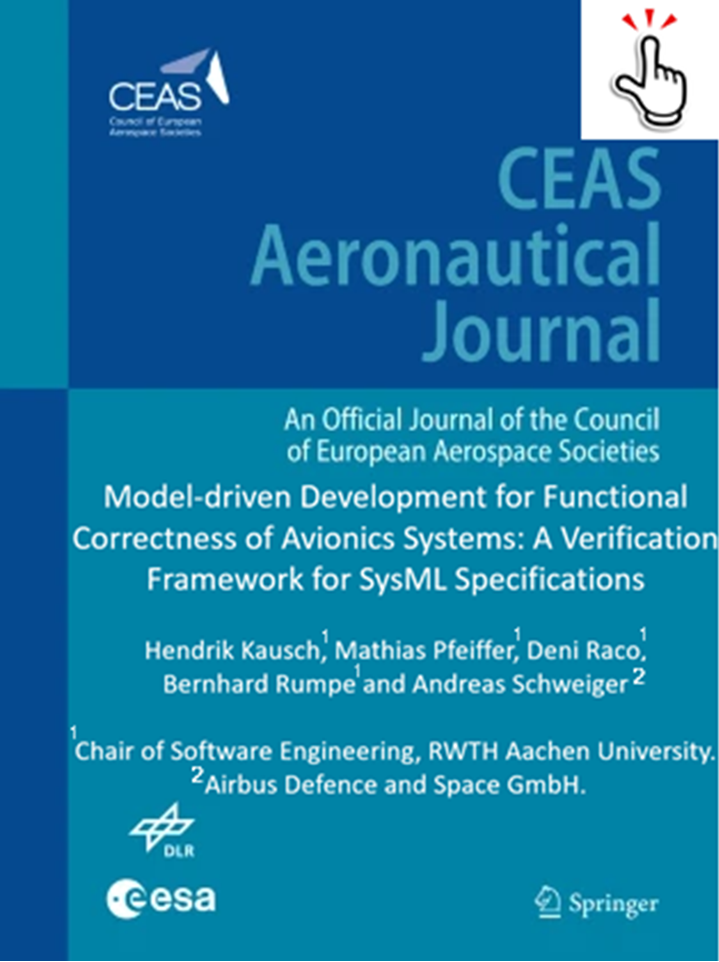 CEAS
Council of European
Aerospace Societies
CEAS
Aeronautical
Journal
An Official Journal of the Council
of European Aerospace Societies
Model-driven Development for Functional
Correctness of Avionics Systems: A Verification
Framework for SysML Specifications
Hendrik Kausch,¹ Mathias Pfeiffer,¹ Deni Raco,¹
Bernhard Rumpe¹ and Andreas Schweiger ²
¹Chair of Software Engineering, RWTH Aachen University.
²Airbus Defence and Space GmbH.
DLR
esa
Springer